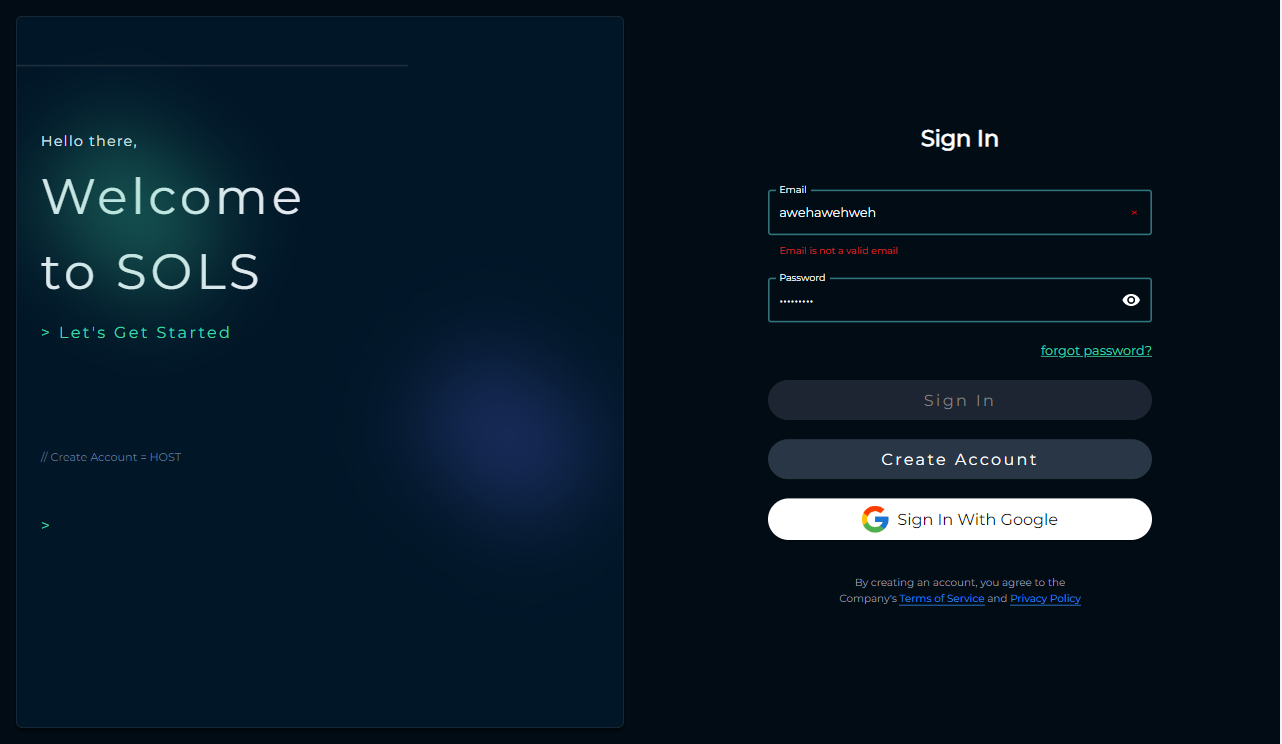 Hello there,
Welcome
to SOLS
> Let's Get Started
// Create Account = HOST
>
Sign In
Email
awehawehweh
×
Email is not a valid email
Password
•••••••••
forgot password?
Sign In
Create Account
Sign In With Google
By creating an account, you agree to the
Company's Terms of Service and Privacy Policy